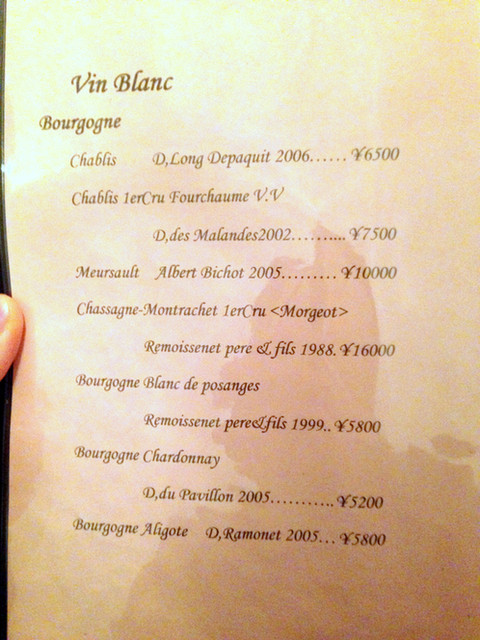 Vin Blanc
Bourgogne
Chablis D,Long Depaquit 2006...... ¥6500
Chablis 1erCru Fourchaume V.V
D,des Malandes2002......... ¥7500
Meursault Albert Bichot 2005......... ¥10000
Chassagne-Montrachet 1erCru <Morgeot>
Remoissenet pere & fils 1988. ¥16000
Bourgogne Blanc de posanges
Remoissenet pere&fils 1999.. ¥5800
Bourgogne Chardonnay
D,du Pavillon 2005........... ¥5200
Bourgogne Aligote D,Ramonet 2005... ¥5800